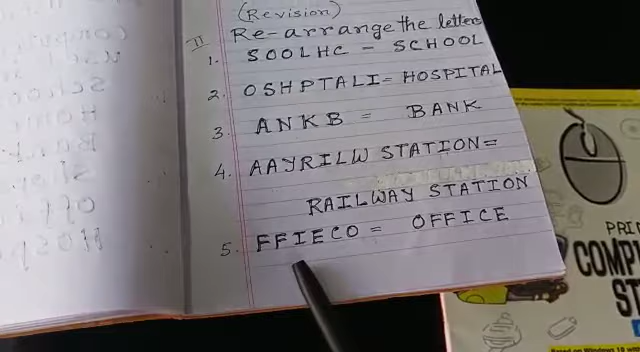 (Revision)
II Re-arrange the letters
1. SOOLHC - SCHOOL
2. OSHPTALI = HOSPITAL
3. ANKB = BANK
4. AAYRILW STATION =
RAILWAY STATION
5. FFIECO = OFFICE